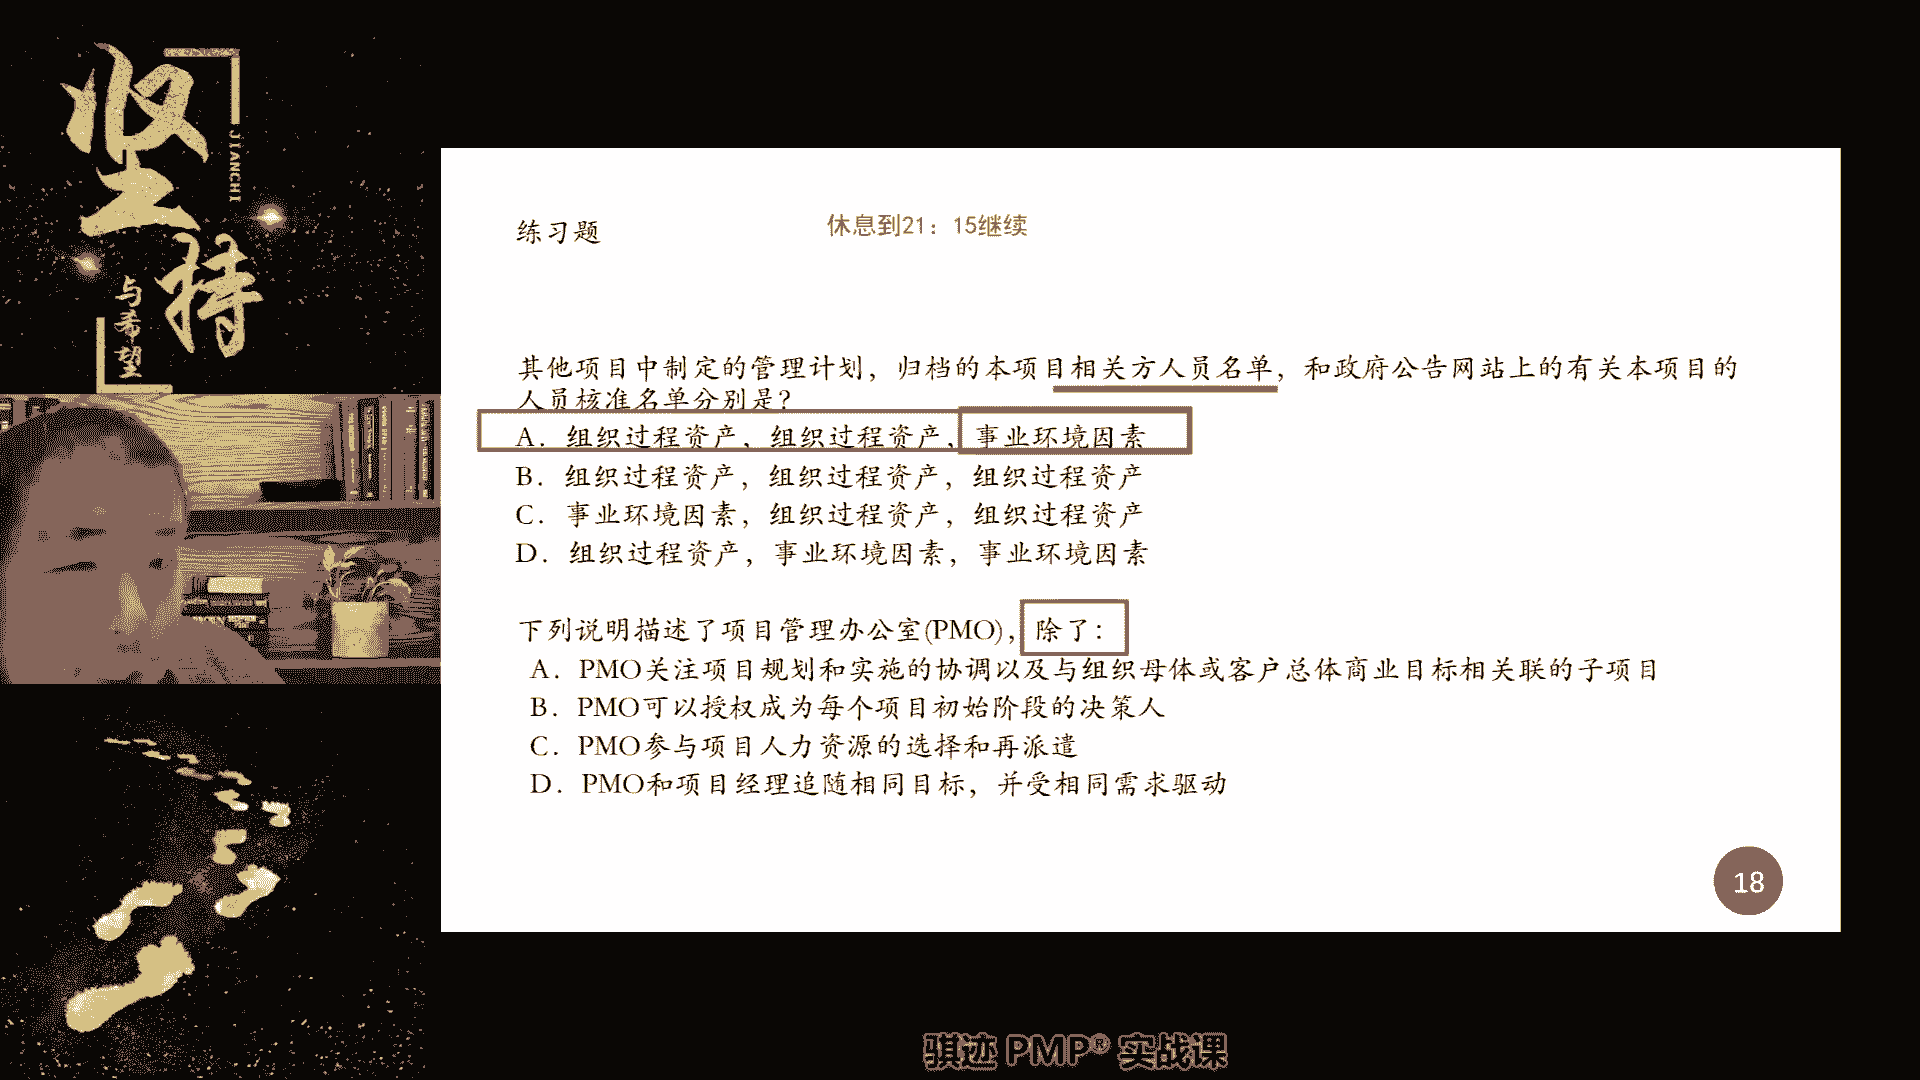 坚持
JIANCHI
与希望
练习题
休息到21：15继续
其他项目中制定的管理计划，归档的本项目相关方人员名单，和政府公告网站上的有关本项目的
人员核准名单分别是？
A．组织过程资产，组织过程资产，事业环境因素
B．组织过程资产，组织过程资产，组织过程资产
C．事业环境因素，组织过程资产，组织过程资产
D．组织过程资产，事业环境因素，事业环境因素
下列说明描述了项目管理办公室(PMO)，除了：
A．PMO关注项目规划和实施的协调以及与组织母体或客户总体商业目标相关联的子项目
B．PMO可以授权成为每个项目初始阶段的决策人
C．PMO参与项目人力资源的选择和再派遣
D．PMO和项目经理追随相同目标，并受相同需求驱动
18
骐迹 PMP® 实战课